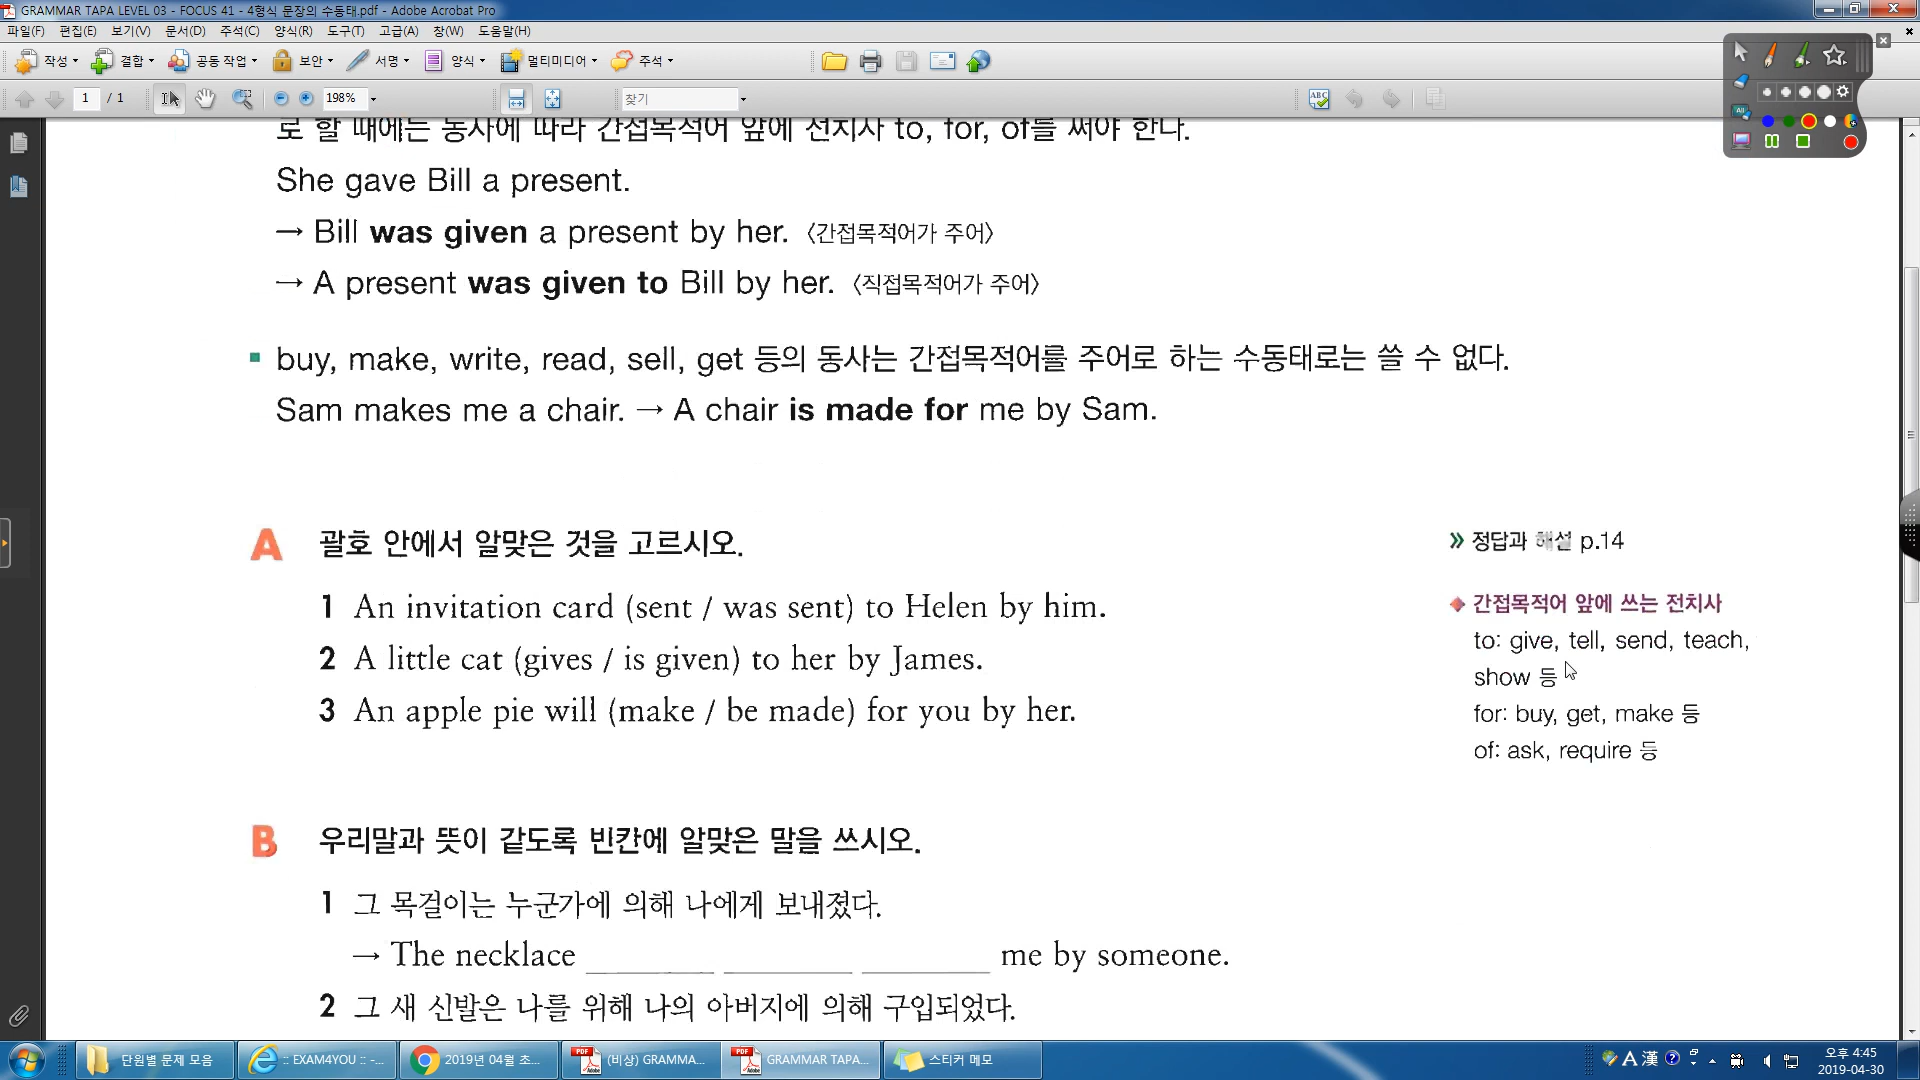 GRAMMAR TAPA LEVEL 03 - FOCUS 41 - 4형식 문장의 수동태.pdf - Adobe Acrobat Pro
파일(F) 편집(E) 보기(V) 문서(D) 주석(C) 양식(R) 도구(T) 고급(A) 창(W) 도움말(H)
작성 결합 공동 작업 보안 서명 양식 멀티미디어 주석
1 / 1 198% 찾기
로 할 때에는 동사에 따라 간접목적어 앞에 전치사 to, for, of를 써야 한다.
She gave Bill a present.
→ Bill was given a present by her. 〈간접목적어가 주어〉
→ A present was given to Bill by her. 〈직접목적어가 주어〉
buy, make, write, read, sell, get 등의 동사는 간접목적어를 주어로 하는 수동태로는 쓸 수 없다.
Sam makes me a chair. → A chair is made for me by Sam.
A 괄호 안에서 알맞은 것을 고르시오.
1 An invitation card (sent / was sent) to Helen by him.
2 A little cat (gives / is given) to her by James.
3 An apple pie will (make / be made) for you by her.
» 정답과 해설 p.14
간접목적어 앞에 쓰는 전치사
to: give, tell, send, teach,
show 등
for: buy, get, make 등
of: ask, require 등
B 우리말과 뜻이 같도록 빈칸에 알맞은 말을 쓰시오.
1 그 목걸이는 누군가에 의해 나에게 보내졌다.
→ The necklace ______ ______ ______ me by someone.
2 그 새 신발은 나를 위해 나의 아버지에 의해 구입되었다.
단원별 문제 모음 :: EXAM4YOU :: -... 2019년 04월 초... (비상) GRAMMA... GRAMMAR TAPA... 스티커 메모
A 漢 오후 4:45
2019-04-30